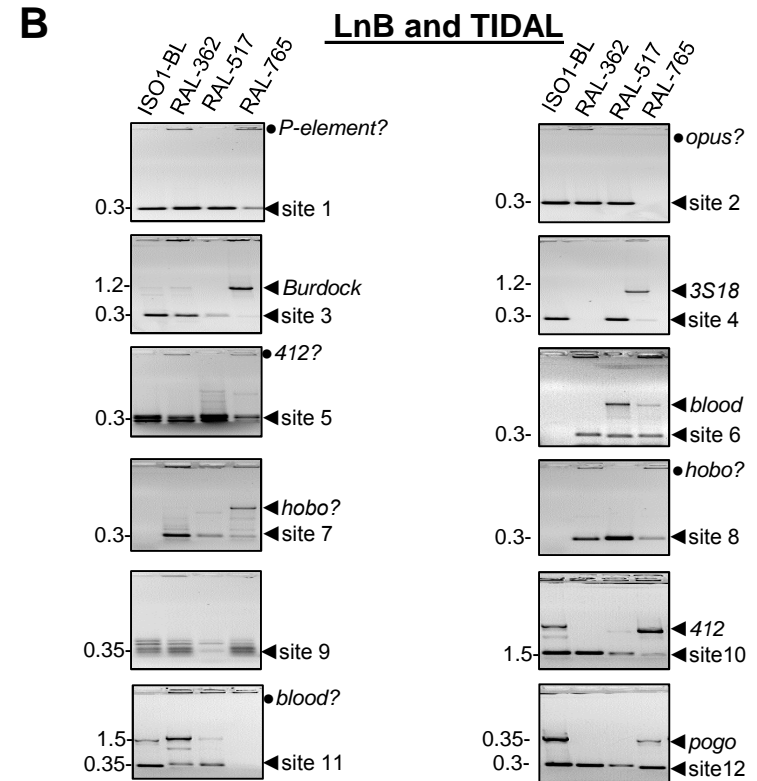 B
LnB and TIDAL
ISO1-BL
RAL-362
RAL-517
RAL-765
ISO1-BL
RAL-362
RAL-517
RAL-765
P-element?
0.3-
site 1
opus?
0.3-
site 2
1.2-
Burdock
0.3-
site 3
1.2-
3S18
0.3-
site 4
412?
0.3-
site 5
blood
0.3-
site 6
hobo?
0.3-
site 7
hobo?
0.3-
site 8
0.35-
site 9
412
1.5-
site10
blood?
1.5-
0.35-
site 11
0.35-
pogo
0.3-
site12